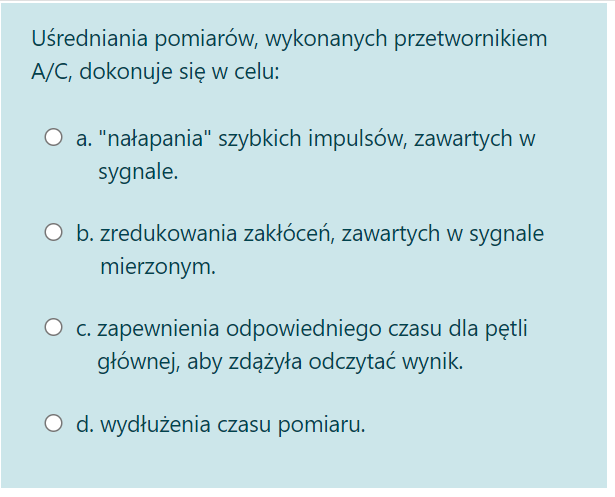 Uśredniania pomiarów, wykonanych przetwornikiem
A/C, dokonuje się w celu:
a. "nałapania" szybkich impulsów, zawartych w
sygnale.
b. zredukowania zakłóceń, zawartych w sygnale
mierzonym.
c. zapewnienia odpowiedniego czasu dla pętli
głównej, aby zdążyła odczytać wynik.
d. wydłużenia czasu pomiaru.